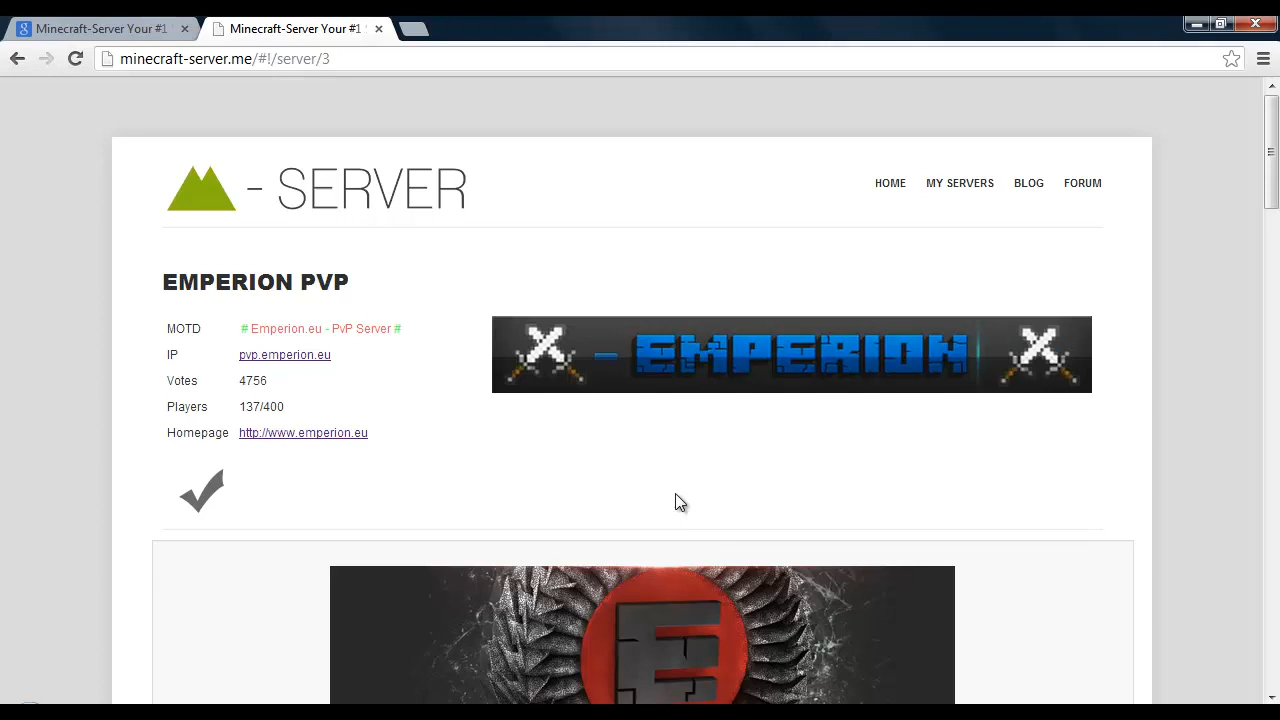 Minecraft-Server Your #1
Minecraft-Server Your #1
minecraft-server.me/#!/server/3
- SERVER
HOME
MY SERVERS
BLOG
FORUM
EMPERION PVP
MOTD # Emperion.eu - PvP Server #
IP pvp.emperion.eu
Votes 4756
Players 137/400
Homepage http://www.emperion.eu
- EMPERION
E